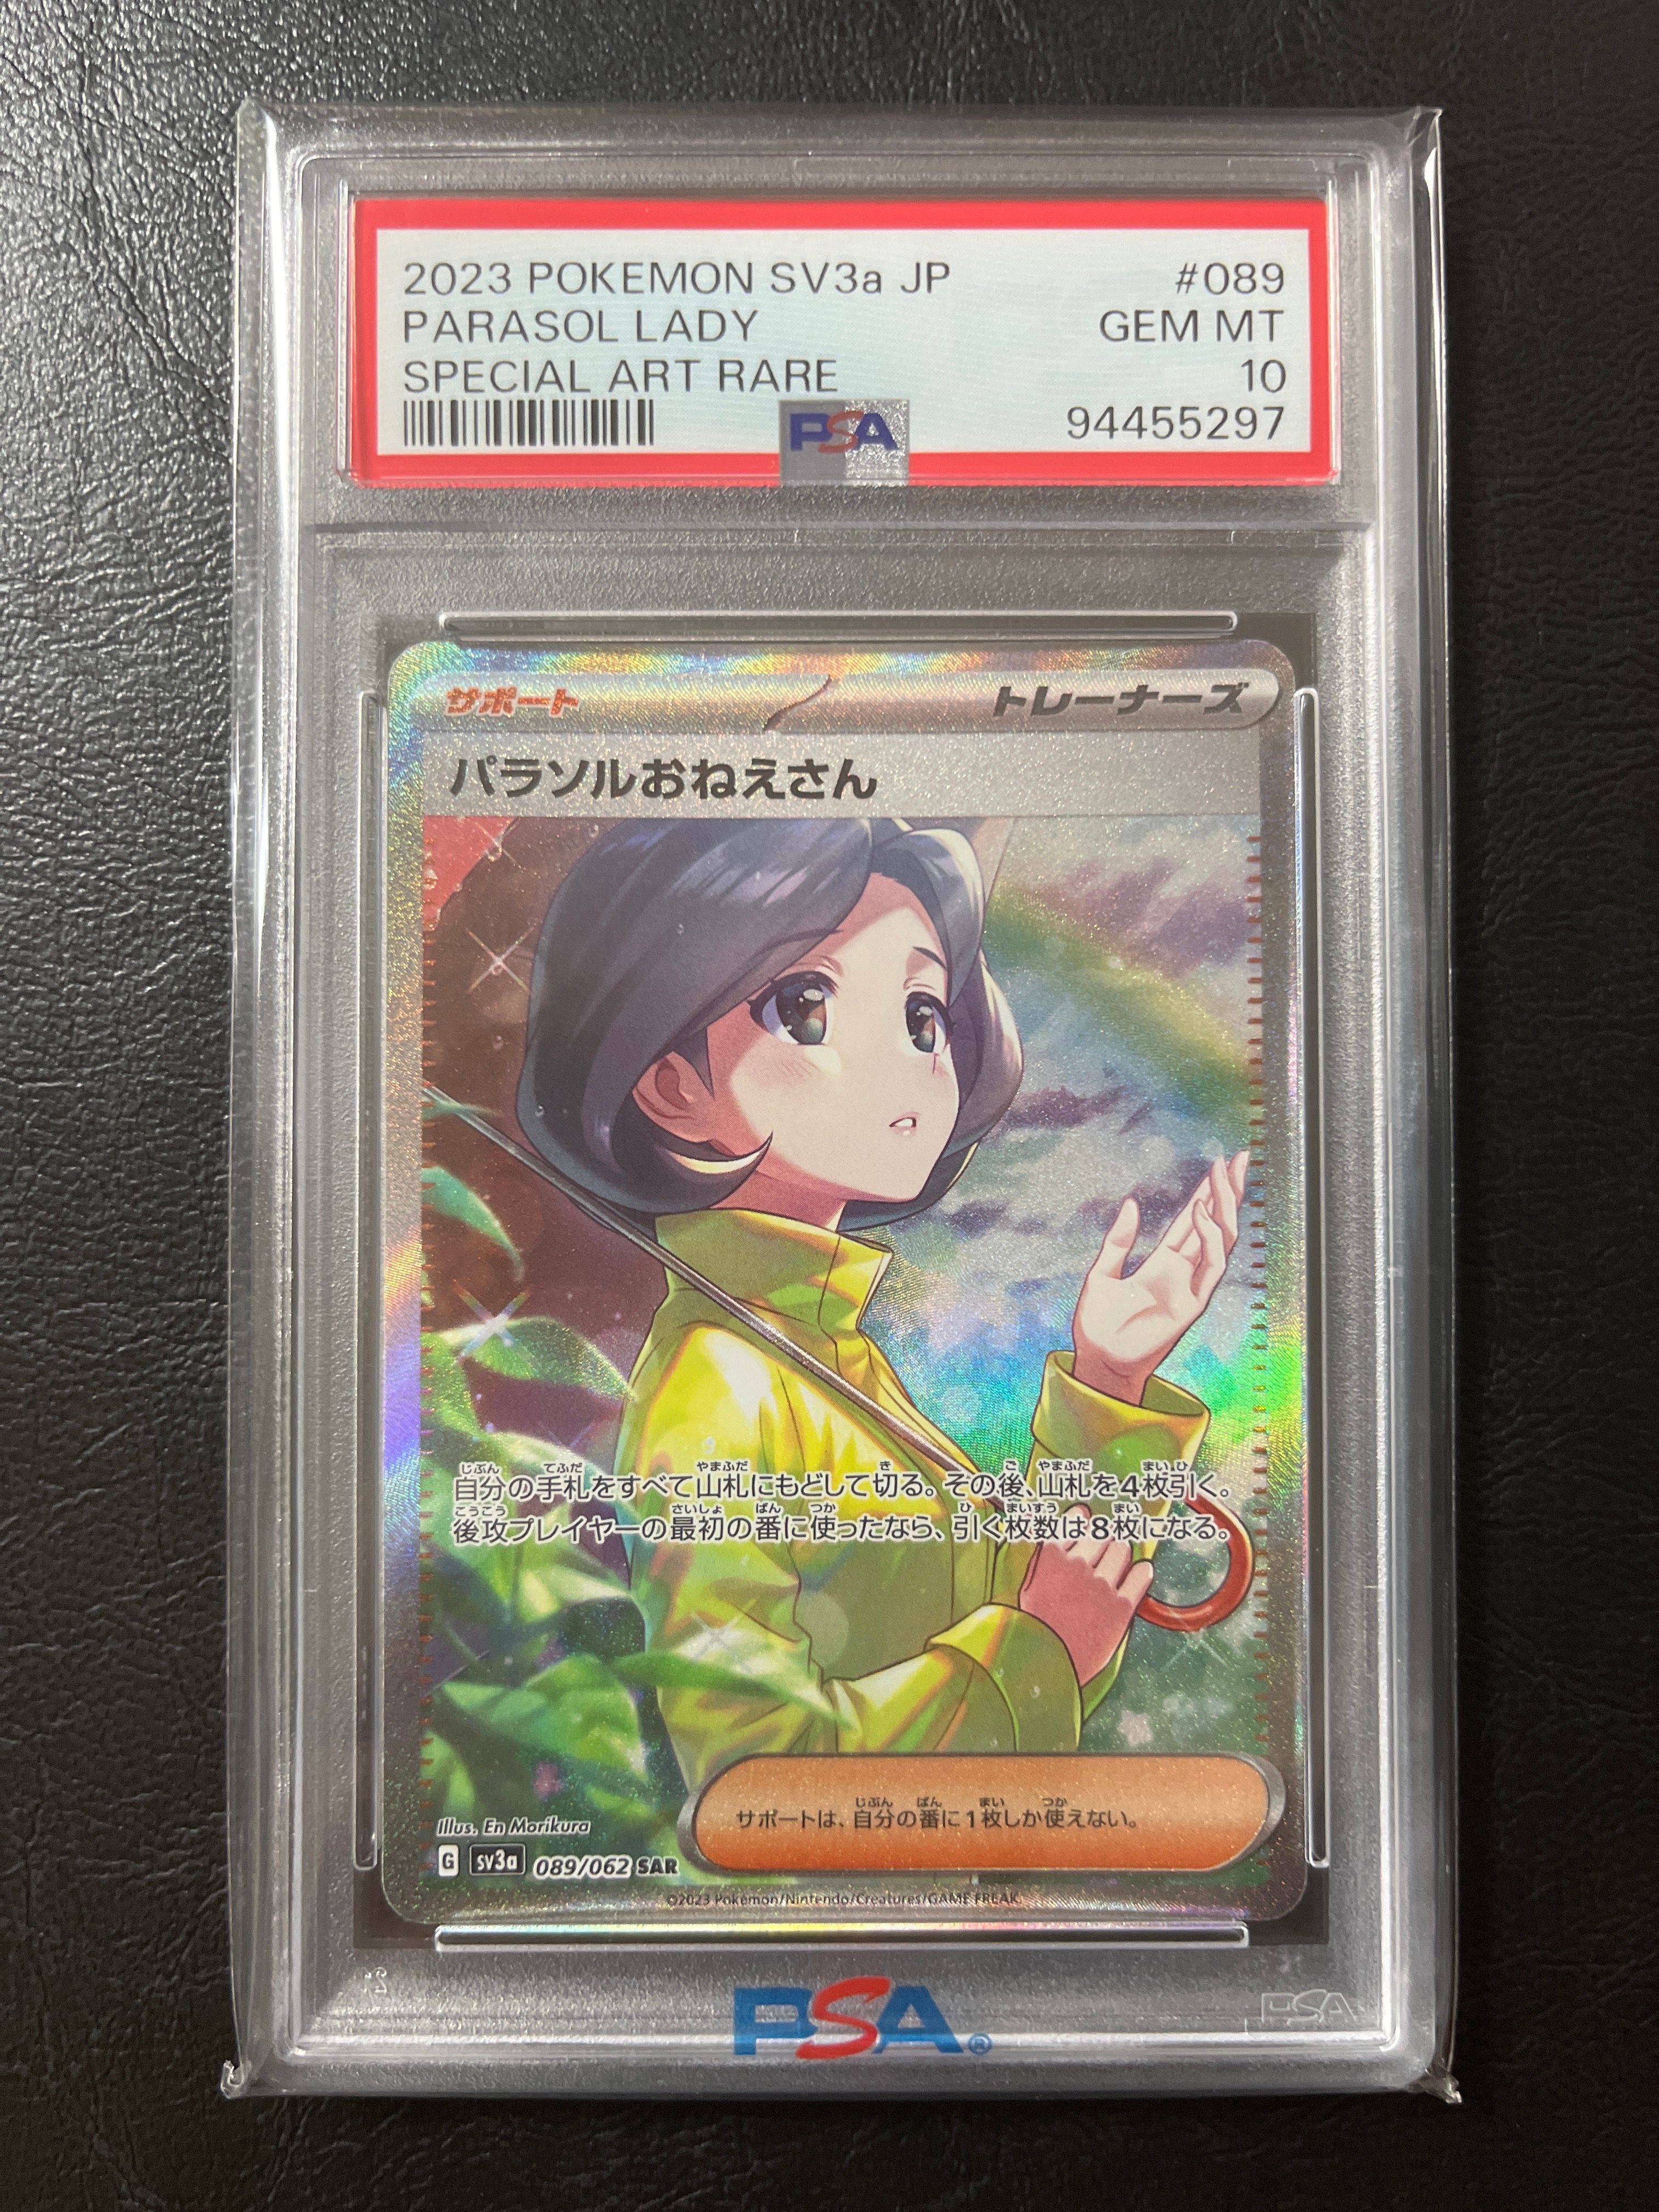 2023 POKEMON SV3a JP #089
PARASOL LADY GEM MT
SPECIAL ART RARE 10
PSA 94455297
サポート トレーナーズ
パラソルおねえさん
自分の手札をすべて山札にもどして切る。その後、山札を4枚引く。
後攻プレイヤーの最初の番に使ったなら、引く枚数は8枚になる。
サポートは、自分の番に1枚しか使えない。
Illus. En Morikura
G SV3a 089/062 SAR
©2023 Pokémon/Nintendo/Creatures/GAME FREAK
PSA®
PSA